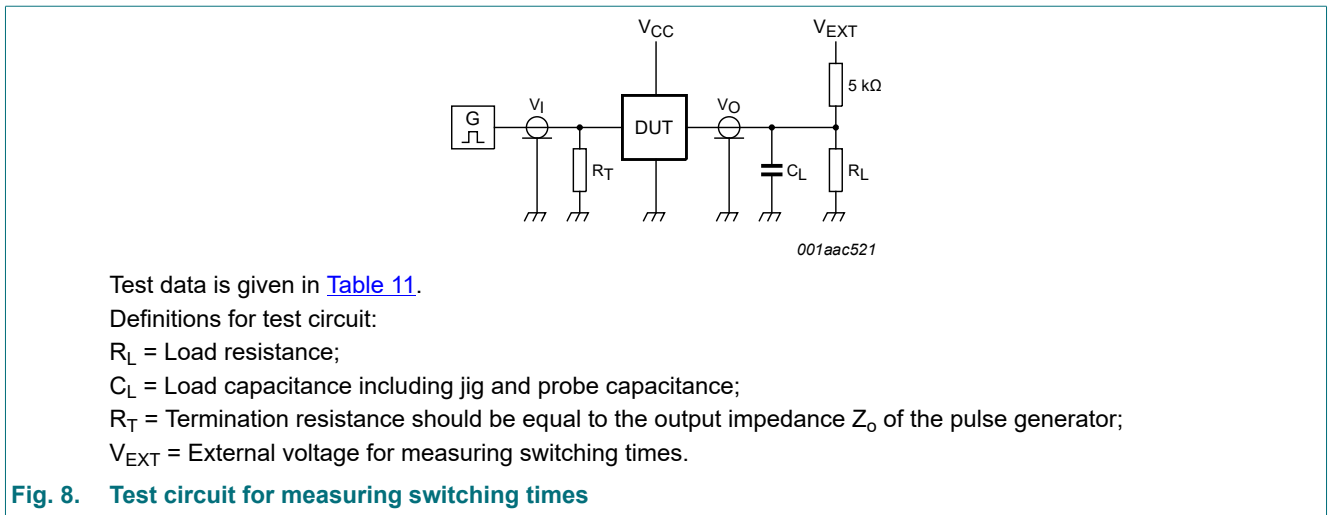 VCC
VEXT
5 kΩ
G
VI
DUT
VO
RT
CL
RL
001aac521
Test data is given in Table 11.
Definitions for test circuit:
RL = Load resistance;
CL = Load capacitance including jig and probe capacitance;
RT = Termination resistance should be equal to the output impedance Zo of the pulse generator;
VEXT = External voltage for measuring switching times.
Fig. 8. Test circuit for measuring switching times